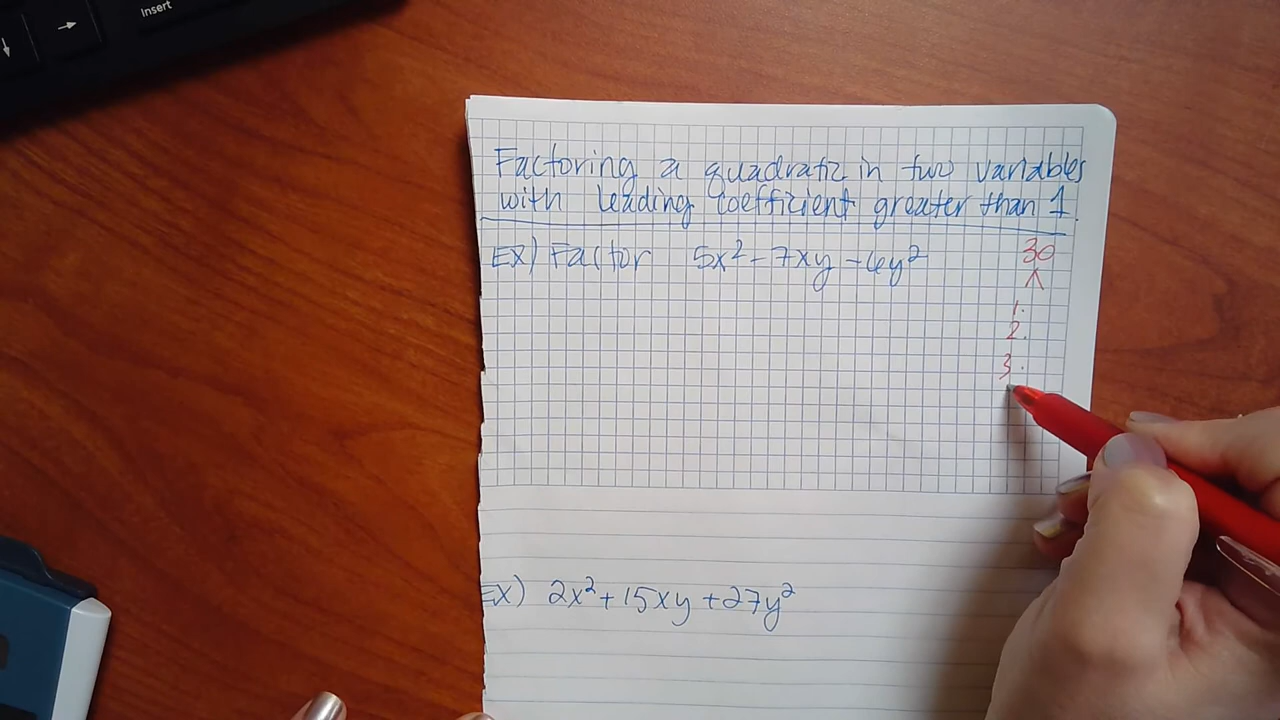 Insert
Factoring a quadratic in two variables
with leading coefficient greater than 1.
EX) Factor 5x² - 7xy - 6y²
30
1.
2.
3.
EX) 2x² + 15xy + 27y²